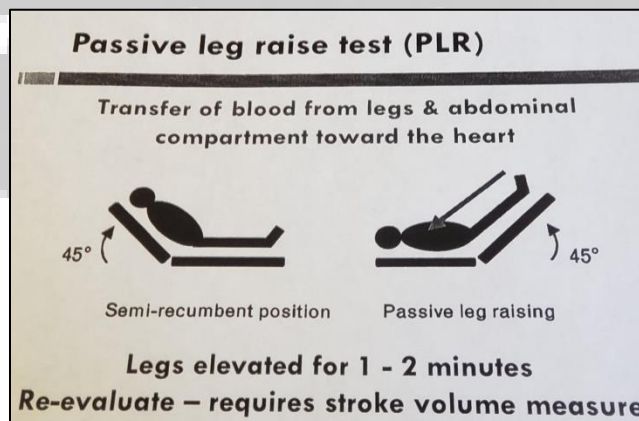 Passive leg raise test (PLR)
Transfer of blood from legs & abdominal
compartment toward the heart
45°
45°
Semi-recumbent position
Passive leg raising
Legs elevated for 1 - 2 minutes
Re-evaluate – requires stroke volume measure